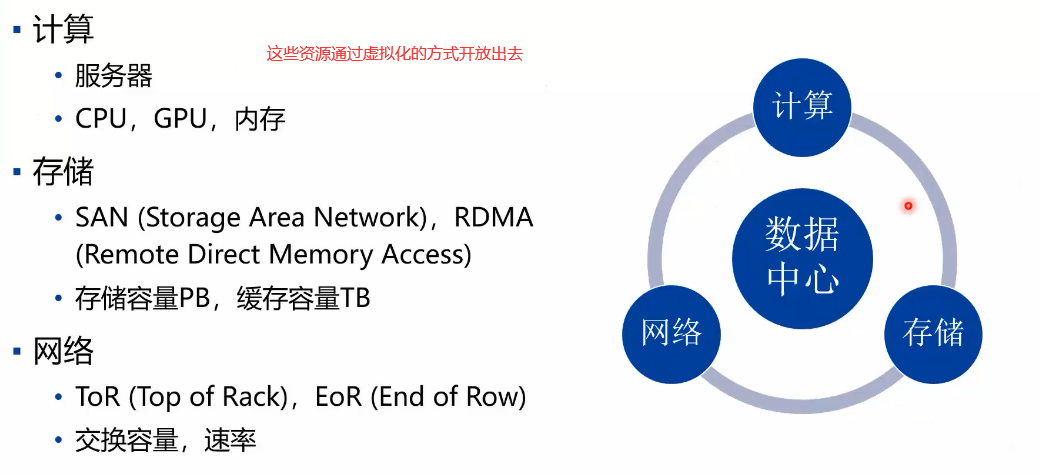 计算
这些资源通过虚拟化的方式开放出去
服务器
CPU，GPU，内存
存储
SAN (Storage Area Network)，RDMA
(Remote Direct Memory Access)
存储容量PB，缓存容量TB
网络
ToR (Top of Rack)，EoR (End of Row)
交换容量，速率
计算
数据
中心
网络
存储